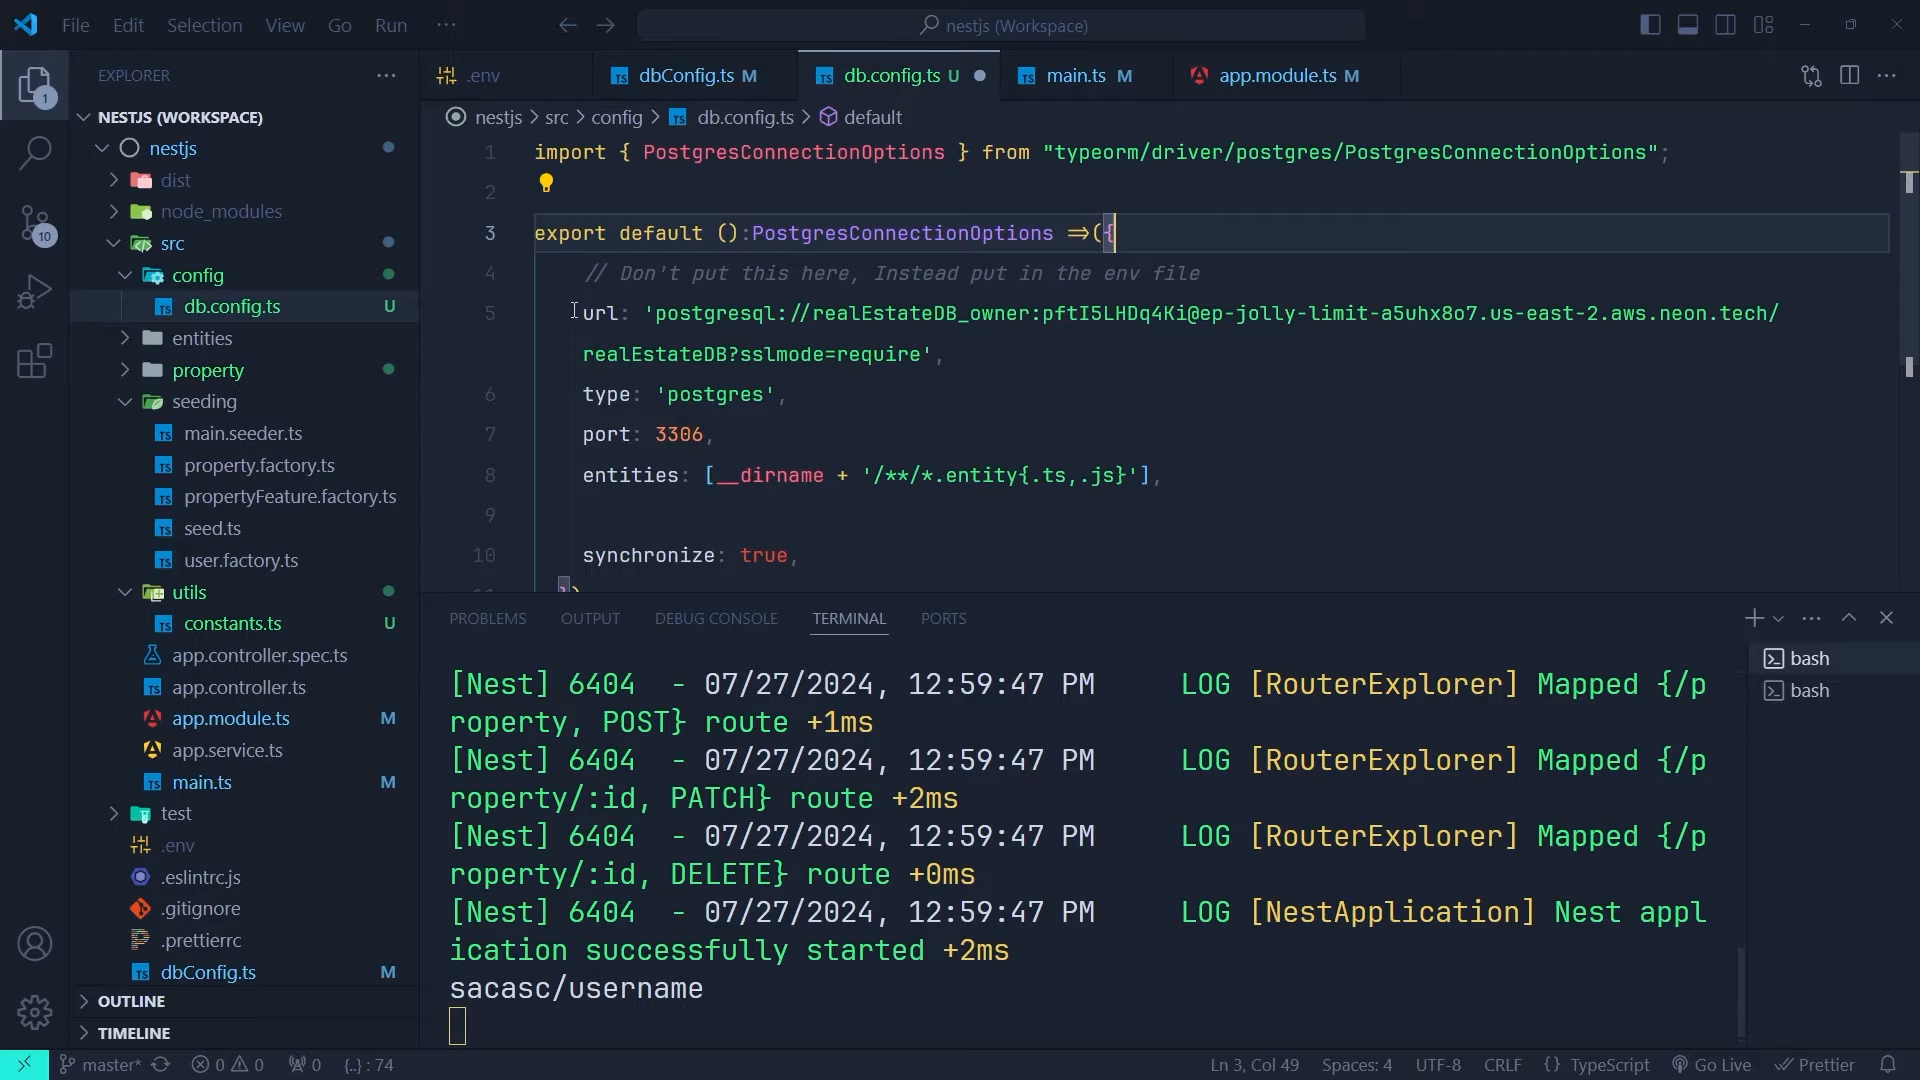 File Edit Selection View Go Run ··· nestjs (Workspace)
EXPLORER ···
NESTJS (WORKSPACE)
nestjs
dist
node_modules
src
config
db.config.ts U
entities
property
seeding
main.seeder.ts
property.factory.ts
propertyFeature.factory.ts
seed.ts
user.factory.ts
utils
constants.ts U
app.controller.spec.ts
app.controller.ts
app.module.ts M
app.service.ts
main.ts M
test
.env
.eslintrc.js
.gitignore
.prettierrc
dbConfig.ts M
OUTLINE
TIMELINE
1
10
.env dbConfig.ts M db.config.ts U main.ts M app.module.ts M
nestjs > src > config > db.config.ts > default
1 import { PostgresConnectionOptions } from "typeorm/driver/postgres/PostgresConnectionOptions";
2
3 export default ():PostgresConnectionOptions =>({
4 // Don't put this here, Instead put in the env file
5 url: 'postgresql://realEstateDB_owner:pftI5LHDq4Ki@ep-jolly-limit-a5uhx8o7.us-east-2.aws.neon.tech/
realEstateDB?sslmode=require',
6 type: 'postgres',
7 port: 3306,
8 entities: [__dirname + '/**/*.entity{.ts,.js}'],
9
10 synchronize: true,
PROBLEMS OUTPUT DEBUG CONSOLE TERMINAL PORTS
[Nest] 6404 - 07/27/2024, 12:59:47 PM LOG [RouterExplorer] Mapped {/p
roperty, POST} route +1ms
[Nest] 6404 - 07/27/2024, 12:59:47 PM LOG [RouterExplorer] Mapped {/p
roperty/:id, PATCH} route +2ms
[Nest] 6404 - 07/27/2024, 12:59:47 PM LOG [RouterExplorer] Mapped {/p
roperty/:id, DELETE} route +0ms
[Nest] 6404 - 07/27/2024, 12:59:47 PM LOG [NestApplication] Nest appl
ication successfully started +2ms
sacasc/username
bash
bash
master* 0 0 0 {..} : 74 Ln 3, Col 49 Spaces: 4 UTF-8 CRLF {} TypeScript Go Live Prettier